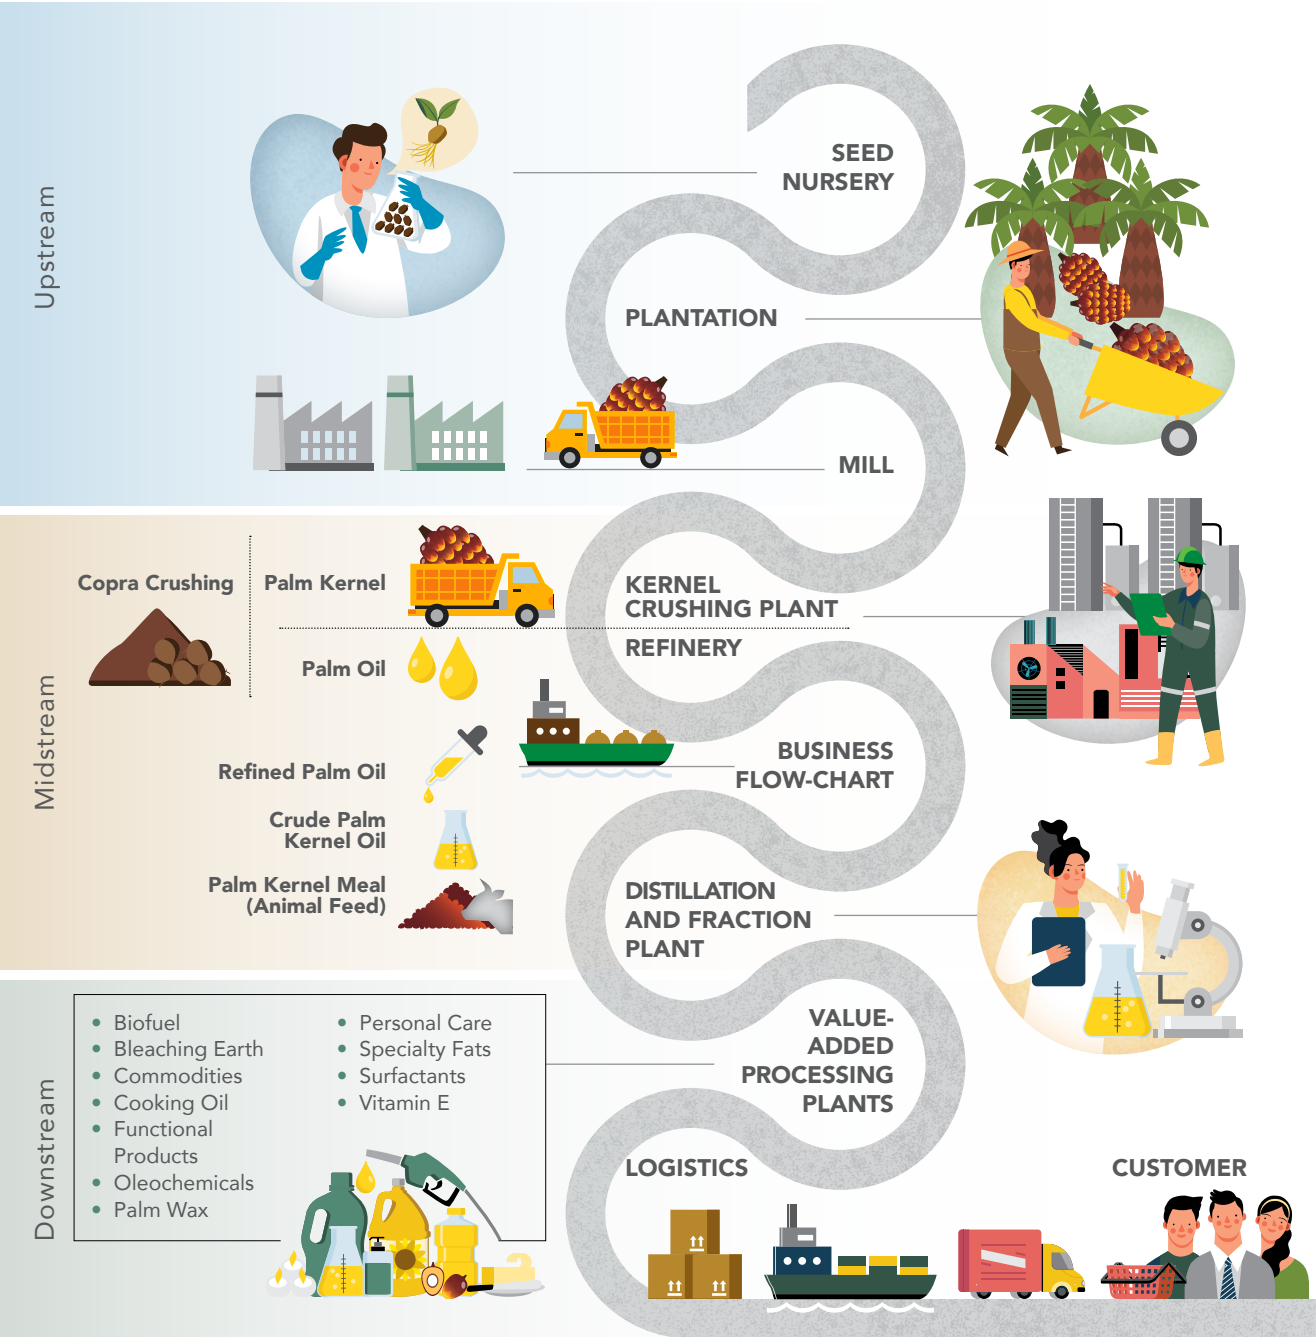 Upstream
SEED
NURSERY
PLANTATION
MILL
Midstream
Copra Crushing
Palm Kernel
KERNEL
CRUSHING PLANT
REFINERY
Palm Oil
Refined Palm Oil
BUSINESS
FLOW-CHART
Crude Palm
Kernel Oil
Palm Kernel Meal
(Animal Feed)
DISTILLATION
AND FRACTION
PLANT
Downstream
• Biofuel
• Bleaching Earth
• Commodities
• Cooking Oil
• Functional
Products
• Oleochemicals
• Palm Wax
• Personal Care
• Specialty Fats
• Surfactants
• Vitamin E
VALUE-
ADDED
PROCESSING
PLANTS
LOGISTICS
CUSTOMER